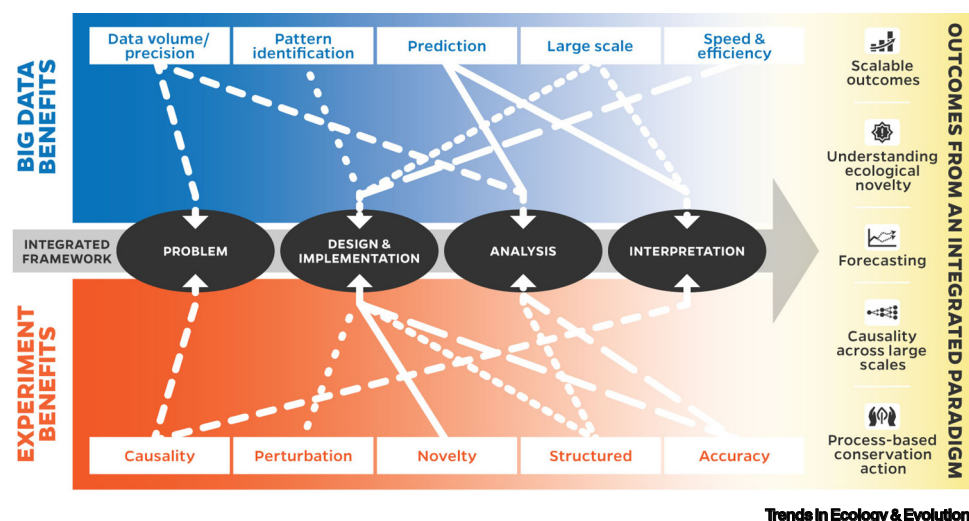 BIG DATA
BENEFITS
Data volume/
precision
Pattern
identification
Prediction
Large scale
Speed &
efficiency
INTEGRATED
FRAMEWORK
PROBLEM
DESIGN &
IMPLEMENTATION
ANALYSIS
INTERPRETATION
EXPERIMENT
BENEFITS
Causality
Perturbation
Novelty
Structured
Accuracy
Scalable
outcomes
Understanding
ecological
novelty
Forecasting
Causality
across large
scales
Process-based
conservation
action
OUTCOMES FROM AN INTEGRATED PARADIGM
Trends in Ecology & Evolution